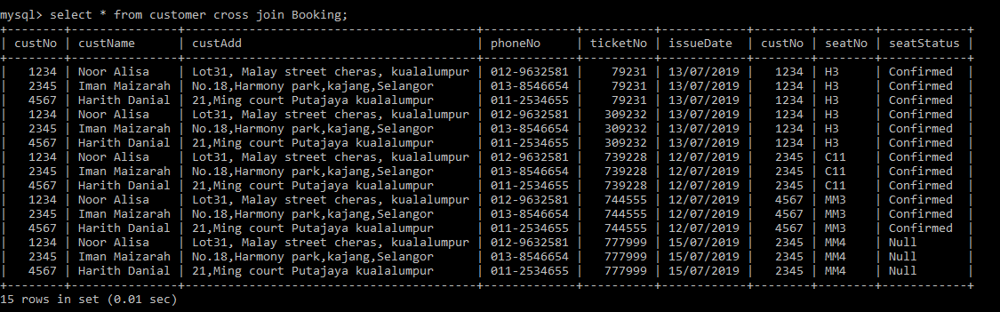 mysql> select * from customer cross join Booking;
+--------+---------------+----------------------------------------+-------------+----------+------------+--------+--------+------------+
| custNo | custName | custAdd | phoneNo | ticketNo | issueDate | custNo | seatNo | seatStatus |
+--------+---------------+----------------------------------------+-------------+----------+------------+--------+--------+------------+
| 1234 | Noor Alisa | Lot31, Malay street cheras, kualalumpur | 012-9632581 | 79231 | 13/07/2019 | 1234 | H3 | Confirmed |
| 2345 | Iman Maizarah | No.18,Harmony park,kajang,Selangor | 013-8546654 | 79231 | 13/07/2019 | 1234 | H3 | Confirmed |
| 4567 | Harith Danial | 21,Ming court Putajaya kualalumpur | 011-2534655 | 79231 | 13/07/2019 | 1234 | H3 | Confirmed |
| 1234 | Noor Alisa | Lot31, Malay street cheras, kualalumpur | 012-9632581 | 309232 | 13/07/2019 | 1234 | H3 | Confirmed |
| 2345 | Iman Maizarah | No.18,Harmony park,kajang,Selangor | 013-8546654 | 309232 | 13/07/2019 | 1234 | H3 | Confirmed |
| 4567 | Harith Danial | 21,Ming court Putajaya kualalumpur | 011-2534655 | 309232 | 13/07/2019 | 1234 | H3 | Confirmed |
| 1234 | Noor Alisa | Lot31, Malay street cheras, kualalumpur | 012-9632581 | 739228 | 12/07/2019 | 2345 | C11 | Confirmed |
| 2345 | Iman Maizarah | No.18,Harmony park,kajang,Selangor | 013-8546654 | 739228 | 12/07/2019 | 2345 | C11 | Confirmed |
| 4567 | Harith Danial | 21,Ming court Putajaya kualalumpur | 011-2534655 | 739228 | 12/07/2019 | 2345 | C11 | Confirmed |
| 1234 | Noor Alisa | Lot31, Malay street cheras, kualalumpur | 012-9632581 | 744555 | 12/07/2019 | 4567 | MM3 | Confirmed |
| 2345 | Iman Maizarah | No.18,Harmony park,kajang,Selangor | 013-8546654 | 744555 | 12/07/2019 | 4567 | MM3 | Confirmed |
| 4567 | Harith Danial | 21,Ming court Putajaya kualalumpur | 011-2534655 | 744555 | 12/07/2019 | 4567 | MM3 | Confirmed |
| 1234 | Noor Alisa | Lot31, Malay street cheras, kualalumpur | 012-9632581 | 777999 | 15/07/2019 | 2345 | MM4 | Null |
| 2345 | Iman Maizarah | No.18,Harmony park,kajang,Selangor | 013-8546654 | 777999 | 15/07/2019 | 2345 | MM4 | Null |
| 4567 | Harith Danial | 21,Ming court Putajaya kualalumpur | 011-2534655 | 777999 | 15/07/2019 | 2345 | MM4 | Null |
+--------+---------------+----------------------------------------+-------------+----------+------------+--------+--------+------------+
15 rows in set (0.01 sec)